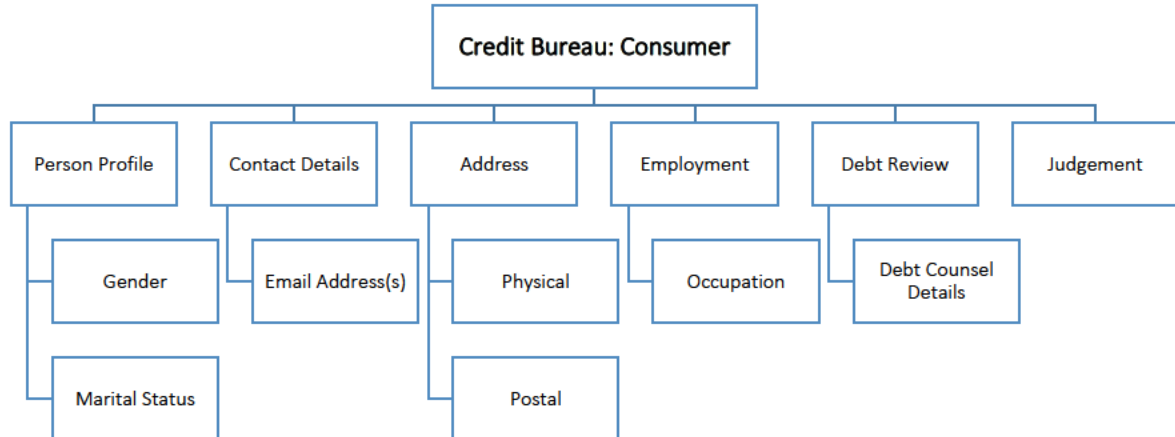 Credit Bureau: Consumer
Person Profile
Contact Details
Address
Employment
Debt Review
Judgement
Gender
Email Address(s)
Physical
Occupation
Debt Counsel
Details
Marital Status
Postal